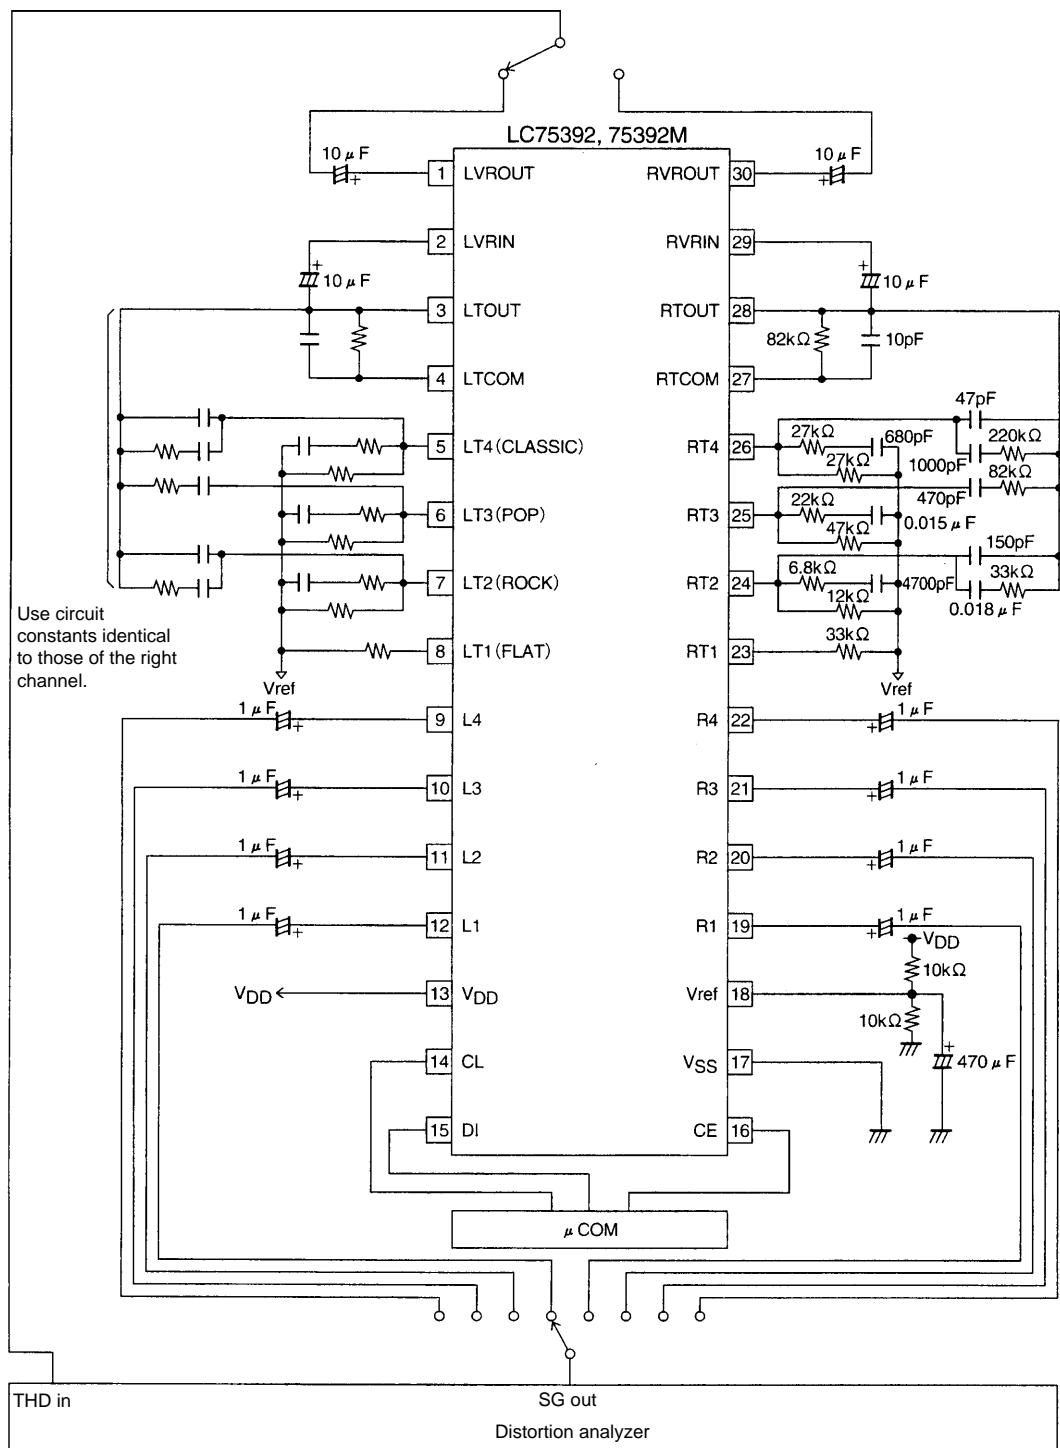 LC75392, 75392M
10 μF
10 μF
1 LVROUT
RVROUT 30
2 LVRIN
RVRIN 29
10 μF
10 μF
3 LTOUT
RTOUT 28
82kΩ
10pF
4 LTCOM
RTCOM 27
47pF
5 LT4(CLASSIC)
RT4 26
27kΩ
680pF
220kΩ
27kΩ
1000pF
82kΩ
6 LT3(POP)
RT3 25
22kΩ
470pF
0.015 μF
47kΩ
150pF
7 LT2(ROCK)
RT2 24
6.8kΩ
4700pF
33kΩ
12kΩ
0.018 μF
Use circuit
constants identical
to those of the right
channel.
8 LT1(FLAT)
RT1 23
33kΩ
Vref
Vref
1 μF
9 L4
R4 22
1 μF
1 μF
10 L3
R3 21
1 μF
1 μF
11 L2
R2 20
1 μF
1 μF
12 L1
R1 19
1 μF
VDD
10kΩ
VDD
13 VDD
Vref 18
10kΩ
470 μF
14 CL
VSS 17
15 DI
CE 16
μ COM
THD in
SG out
Distortion analyzer